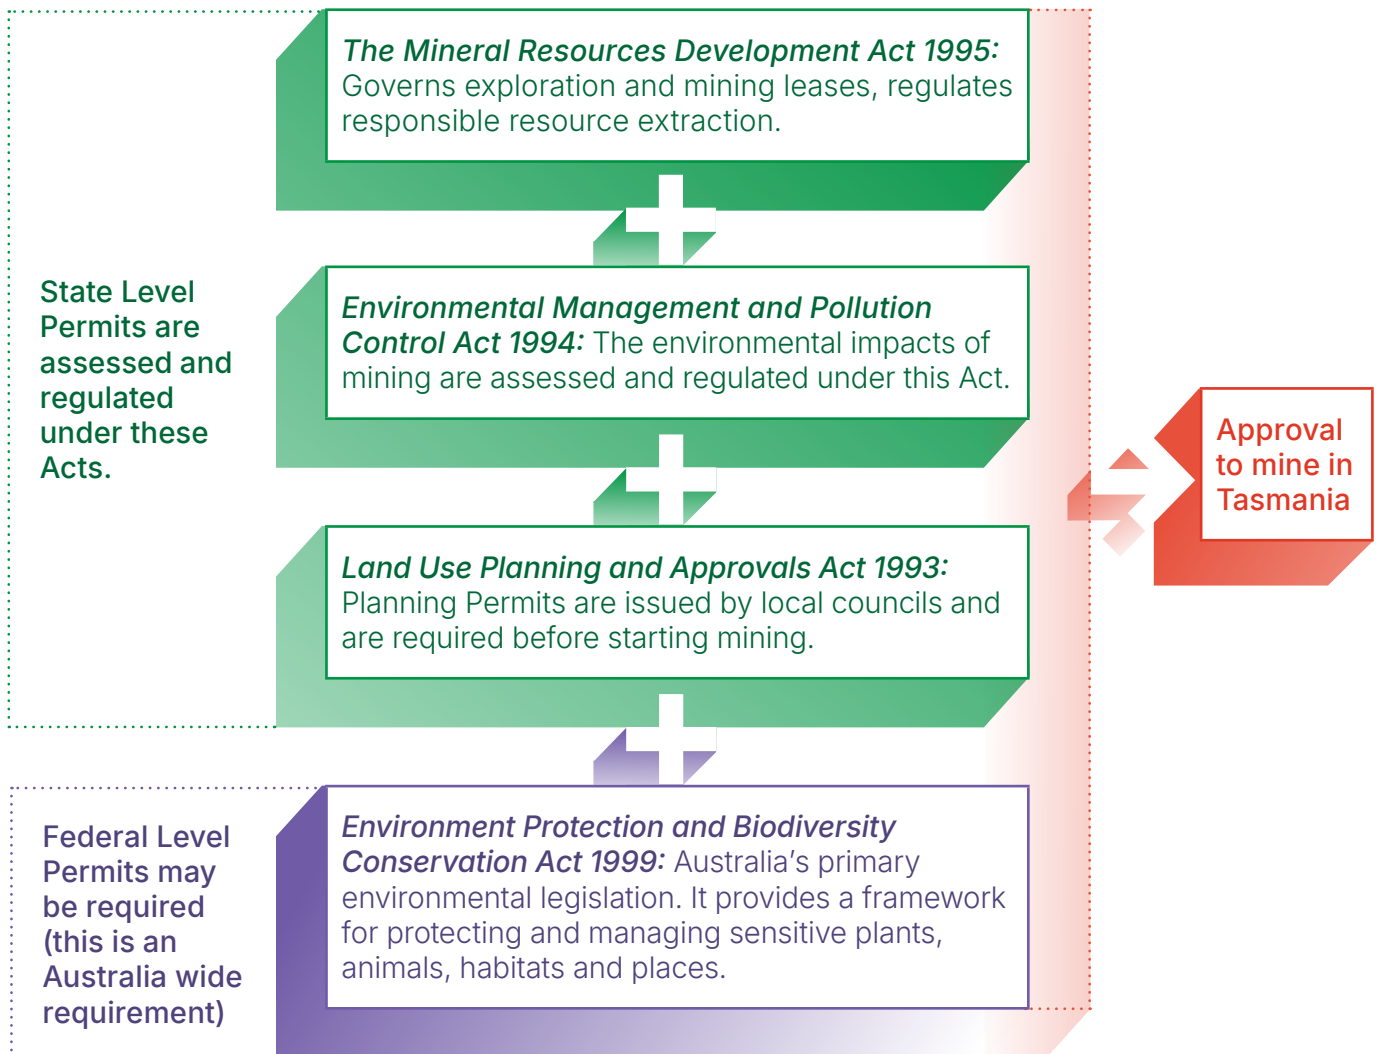 The Mineral Resources Development Act 1995:
Governs exploration and mining leases, regulates
responsible resource extraction.
State Level
Permits are
assessed and
regulated
under these
Acts.
Environmental Management and Pollution
Control Act 1994: The environmental impacts of
mining are assessed and regulated under this Act.
Land Use Planning and Approvals Act 1993:
Planning Permits are issued by local councils and
are required before starting mining.
Federal Level
Permits may
be required
(this is an
Australia wide
requirement)
Environment Protection and Biodiversity
Conservation Act 1999: Australia’s primary
environmental legislation. It provides a framework
for protecting and managing sensitive plants,
animals, habitats and places.
Approval
to mine in
Tasmania